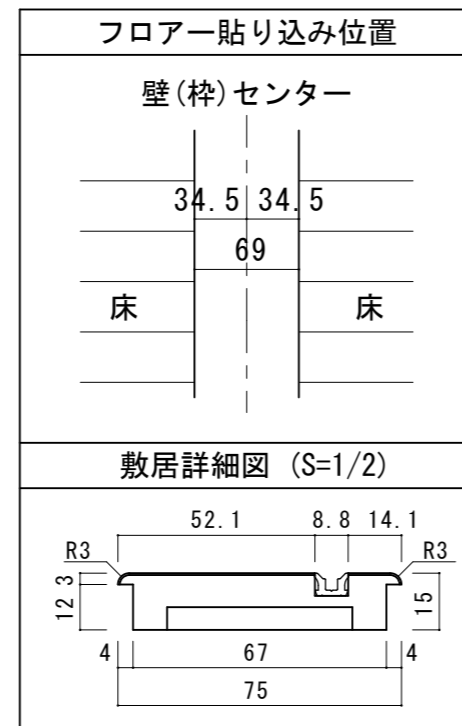 フロアー貼り込み位置
壁(枠)センター
34.5 34.5
69
床 床
敷居詳細図 (S=1/2)
52.1 8.8 14.1
R3 R3
3
12
15
4 67 4
75